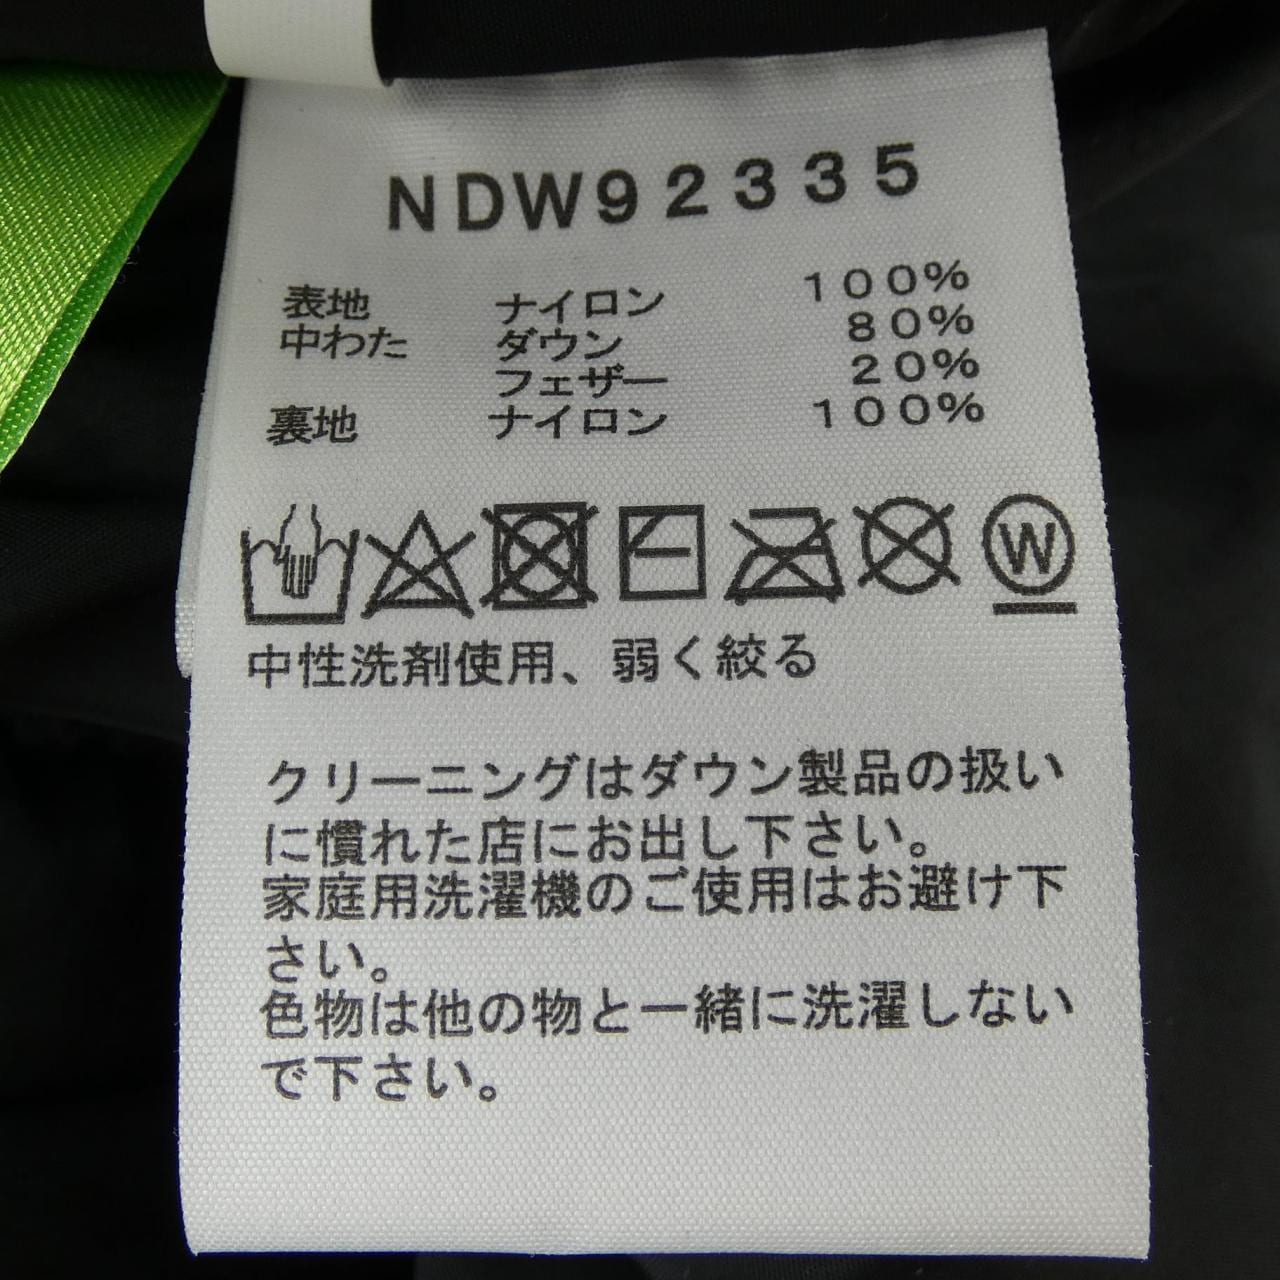 NDW92335
表地 ナイロン 100%
中わた ダウン 80%
フェザー 20%
裏地 ナイロン 100%
W
中性洗剤使用、弱く絞る
クリーニングはダウン製品の扱い
に慣れた店にお出し下さい。
家庭用洗濯機のご使用はお避け下
さい。
色物は他の物と一緒に洗濯しない
で下さい。